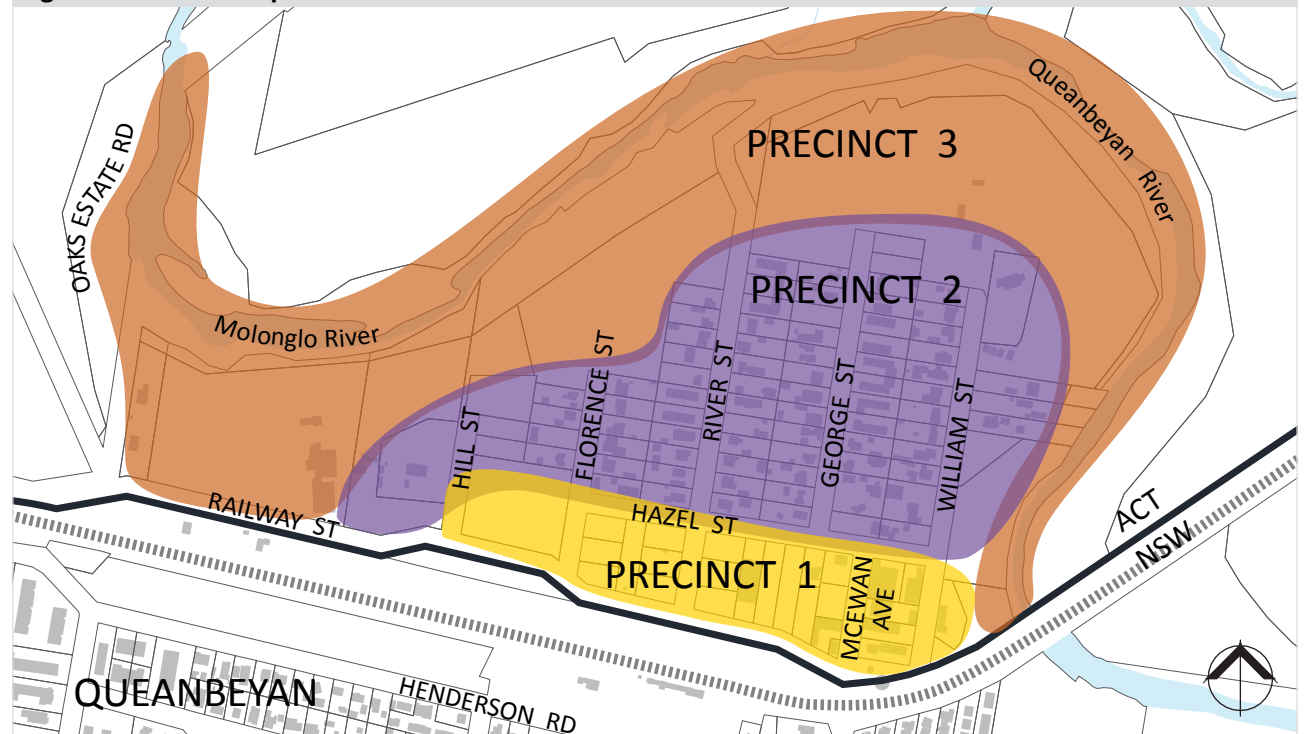 Queanbeyan River
PRECINCT 3
OAKS ESTATE RD
PRECINCT 2
Molonglo River
FLORENCE ST
RIVER ST
GEORGE ST
WILLIAM ST
HILL ST
RAILWAY ST
HAZEL ST
ACT
NSW
PRECINCT 1
MCEWAN
AVE
QUEANBEYAN
HENDERSON RD